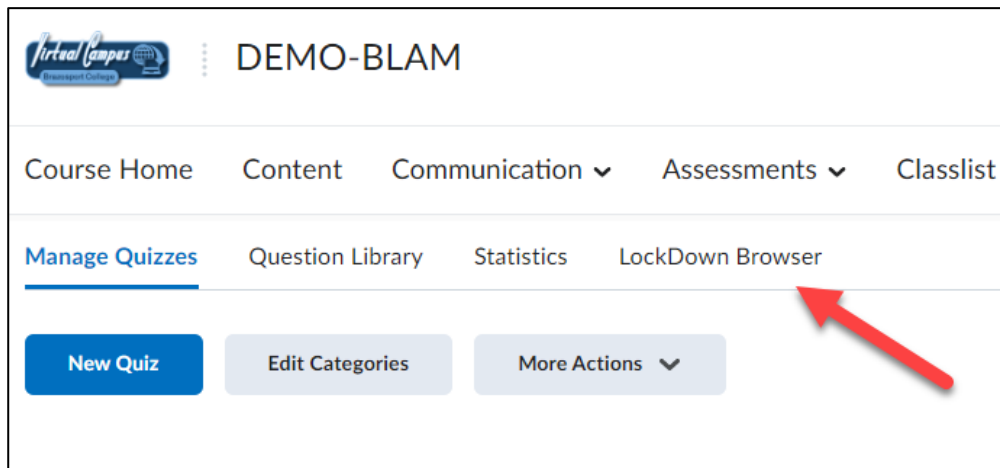 Virtual Campus
Brazosport College
DEMO-BLAM
Course Home Content Communication Assessments Classlist
Manage Quizzes Question Library Statistics LockDown Browser
New Quiz Edit Categories More Actions